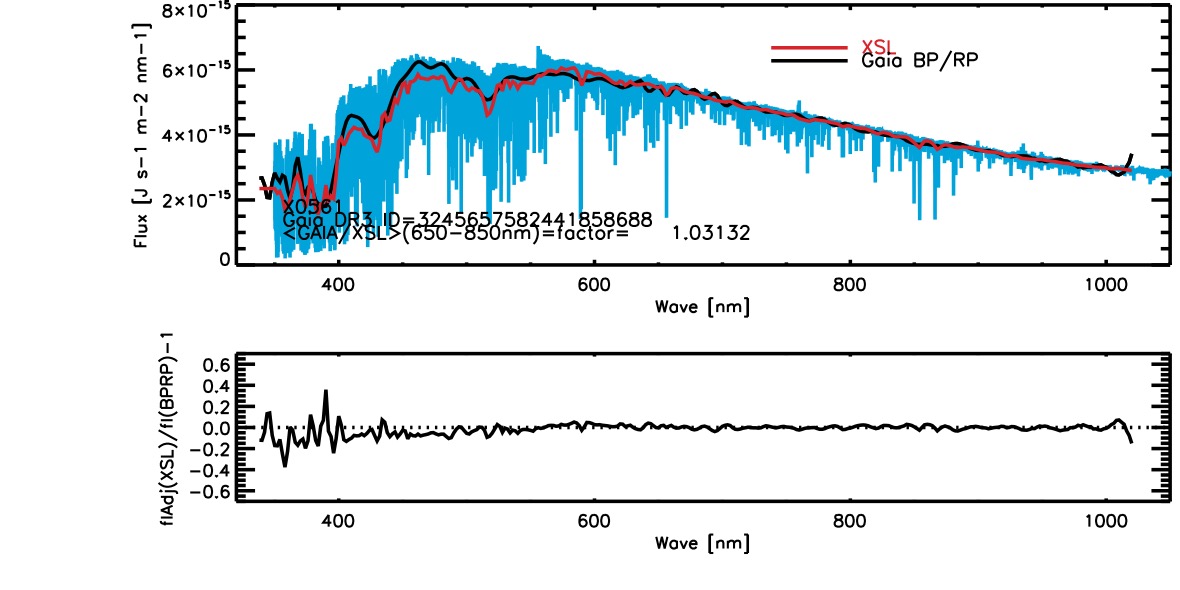 8×10−15
6×10−15
4×10−15
2×10−15
0
Flux [J s−1 m−2 nm−1]
XSL
Gaia BP/RP
X0561
Gaia DR3 ID=3245657582441858688
<GAIA/XSL>(650−850nm)=factor= 1.03132
400 600 800 1000
Wave [nm]
flAdj(XSL)/fl(BPRP)−1
0.6
0.4
0.2
0.0
−0.2
−0.4
−0.6
400 600 800 1000
Wave [nm]